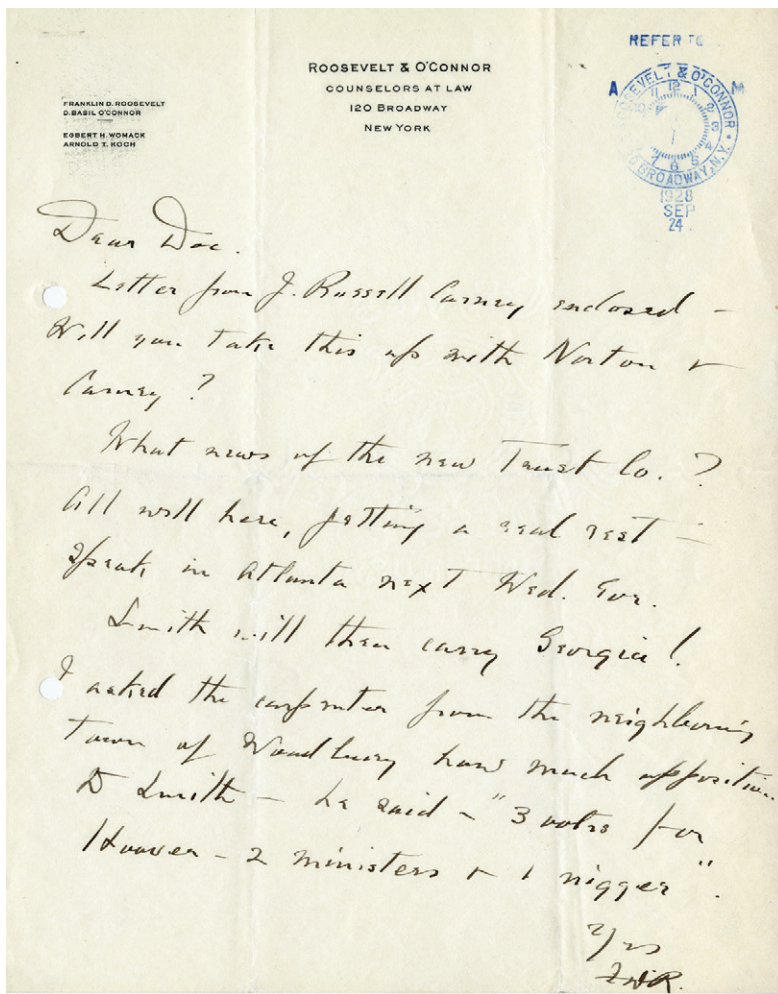 REFER TO
ROOSEVELT & O'CONNOR
COUNSELORS AT LAW
120 BROADWAY
NEW YORK
FRANKLIN D. ROOSEVELT
D. BASIL O'CONNOR
EGBERT H. WOMACK
ARNOLD T. KOCH
A M
ROOSEVELT & O'CONNOR
BROADWAY, N.Y.
1928
SEP
24
Dear Doc.
Letter from J. Russell Carney enclosed –
Will you take this up with Norton &
Carney?
What news of the new Trust Co.?
All well here, getting a real rest –
Speak in Atlanta next Wed. Eve.
Smith will then carry Georgia!
I asked the carpenter from the neighboring
town of Woodbury how much opposition
to Smith – he said – "3 votes for
Hoover – 2 ministers & 1 nigger".
Yrs
FDR.